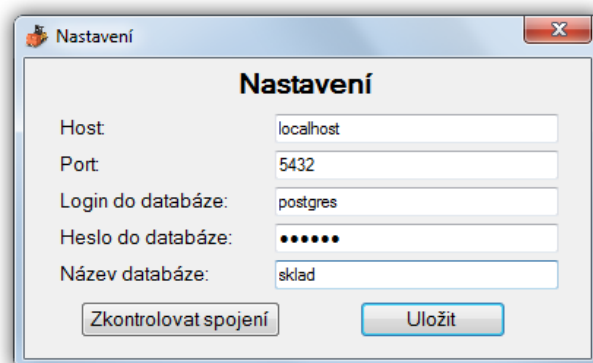 Nastavení
Nastavení
Host:
localhost
Port:
5432
Login do databáze:
postgres
Heslo do databáze:
●●●●●●
Název databáze:
sklad
Zkontrolovat spojení
Uložit